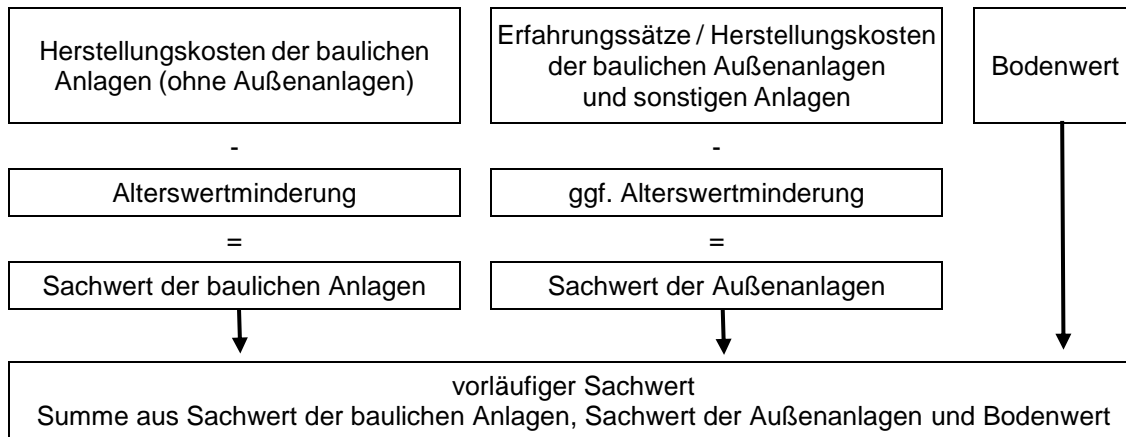 Herstellungskosten der baulichen
Anlagen (ohne Außenanlagen)
-
Alterswertminderung
=
Sachwert der baulichen Anlagen
Erfahrungssätze / Herstellungskosten
der baulichen Außenanlagen
und sonstigen Anlagen
-
ggf. Alterswertminderung
=
Sachwert der Außenanlagen
Bodenwert
vorläufiger Sachwert
Summe aus Sachwert der baulichen Anlagen, Sachwert der Außenanlagen und Bodenwert